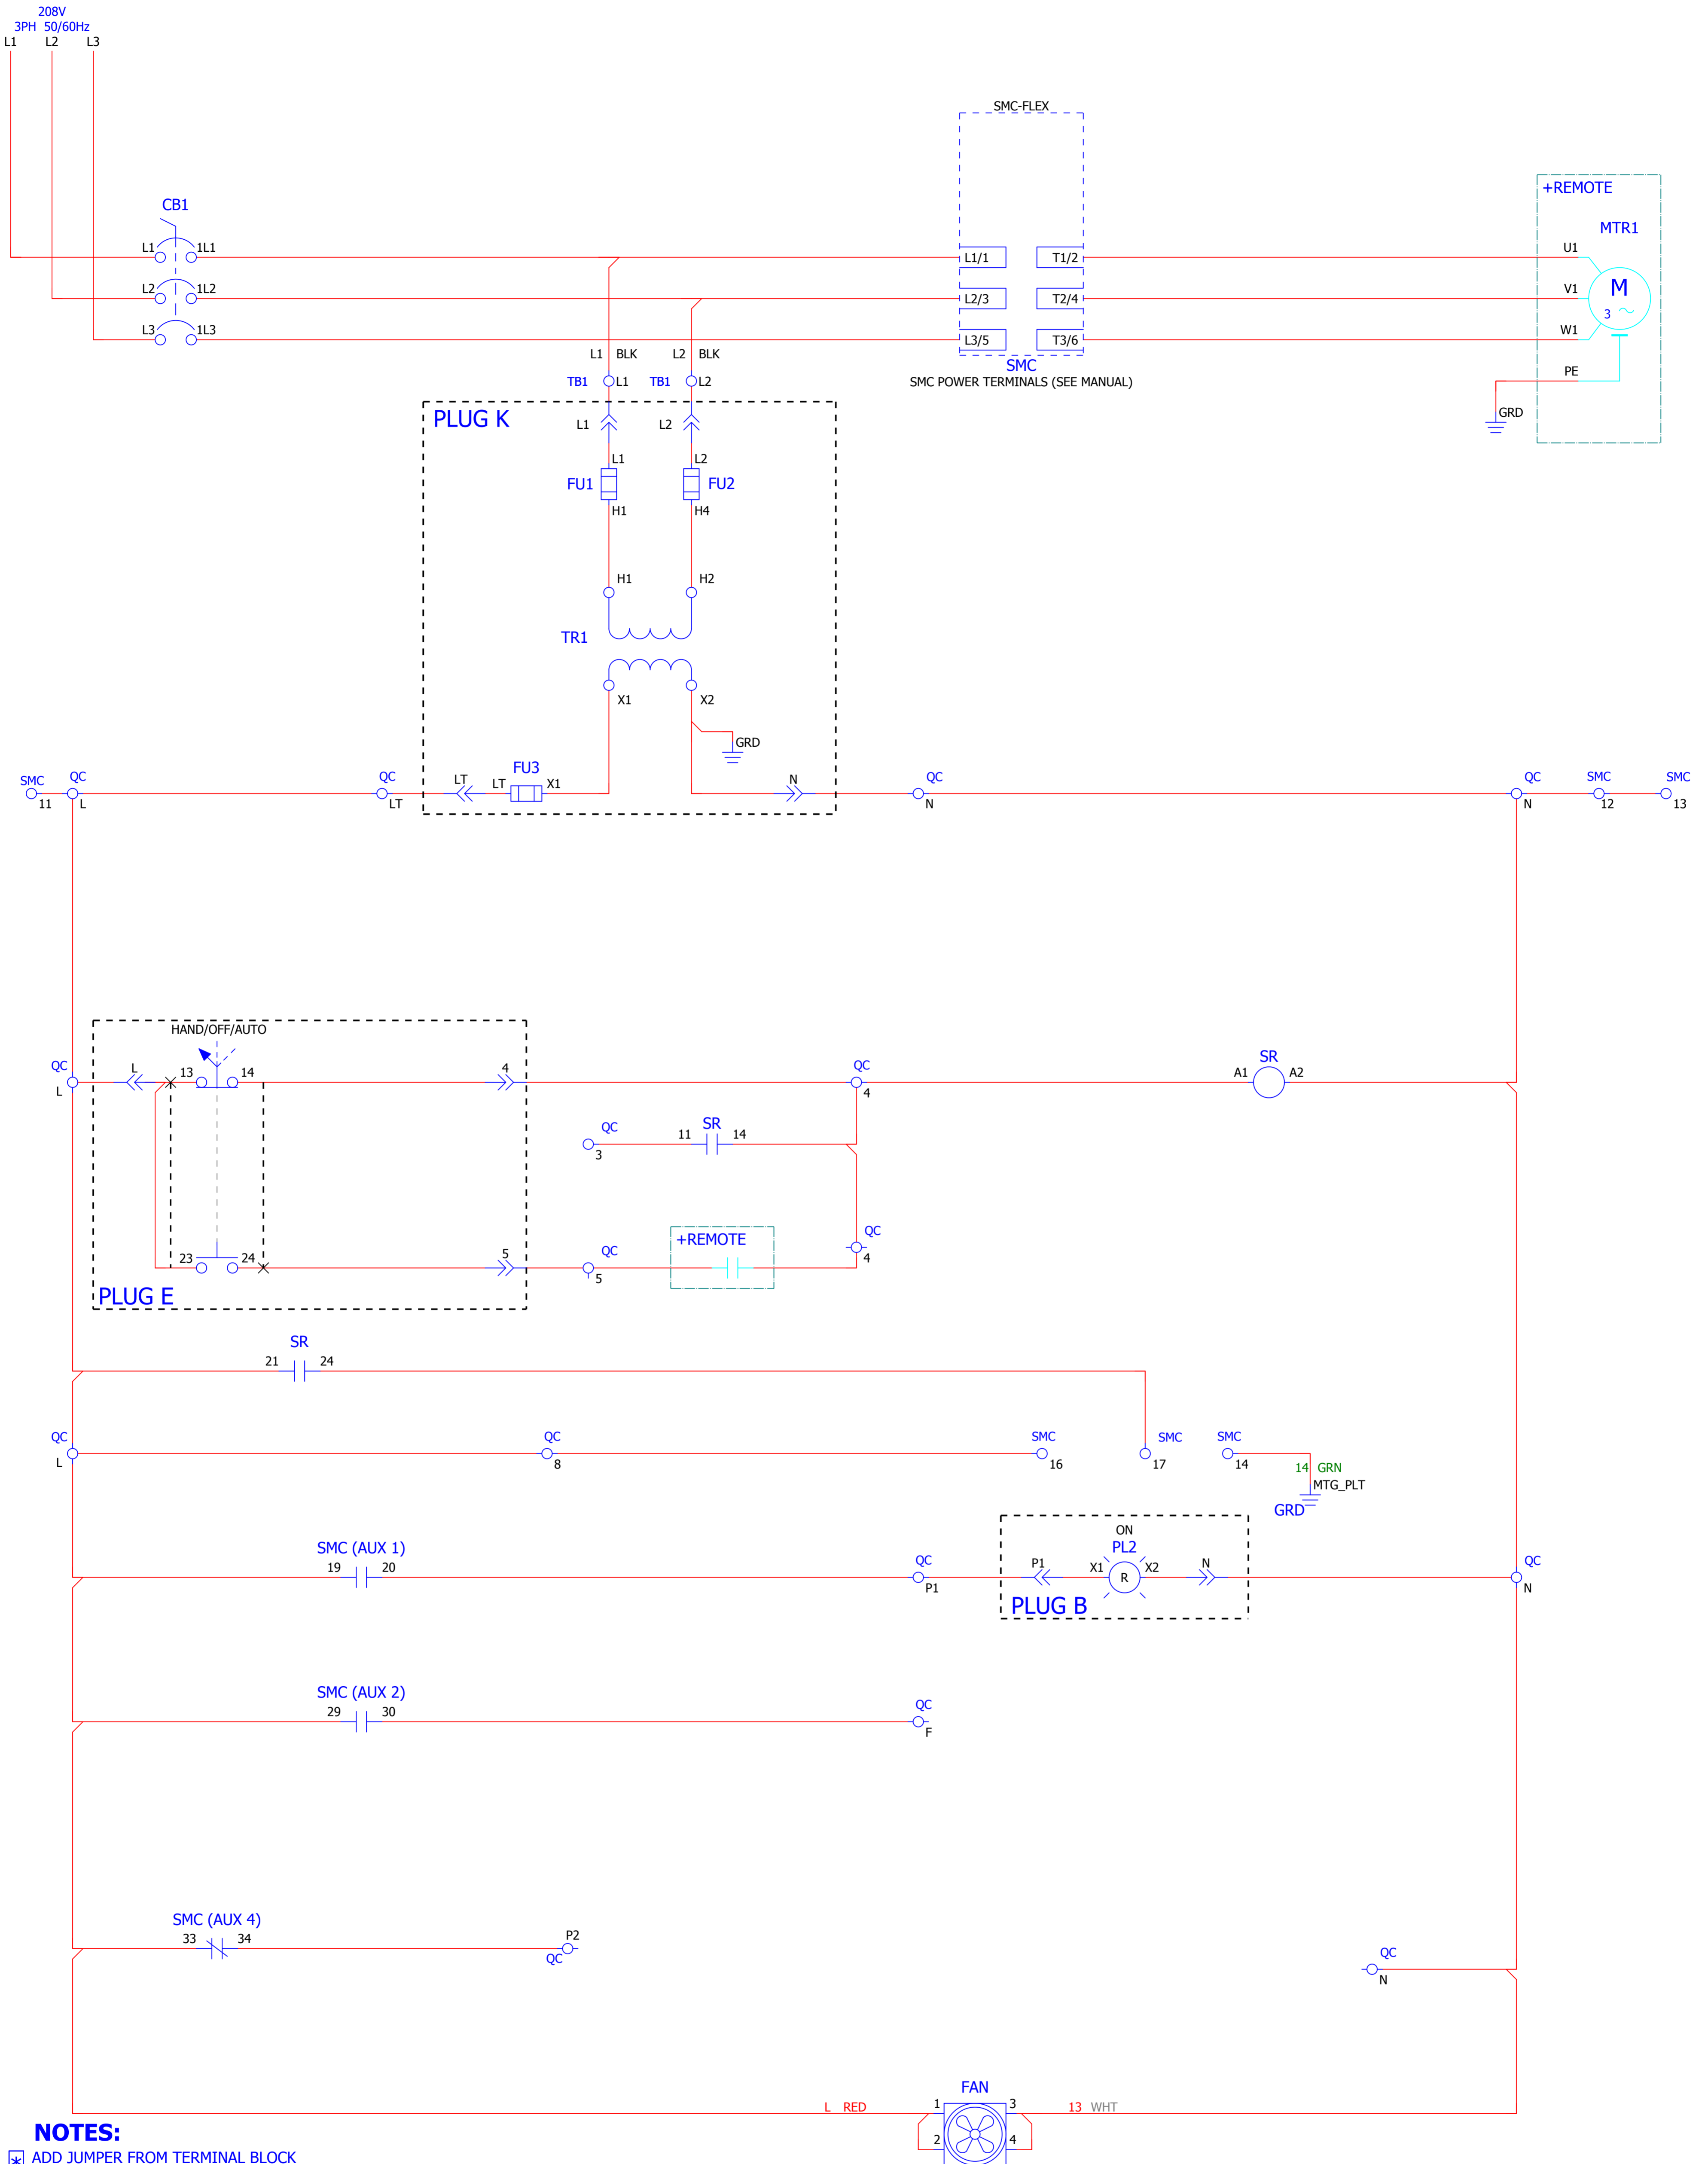 208V
3PH 50/60Hz
L1 L2 L3
SMC-FLEX
+REMOTE
CB1
MTR1
L1 1L1 L1/1 T1/2 U1
L2 1L2 L2/3 T2/4 V1
M
3
L3 1L3 L3/5 T3/6 W1
L1 BLK L2 BLK
SMC
SMC POWER TERMINALS (SEE MANUAL)
PE
TB1 L1 TB1 L2
GRD
PLUG K
L1 L2
L1 L2
FU1 FU2
H1 H4
H1 H2
TR1
X1 X2
GRD
FU3
SMC QC QC LT LT X1 N QC QC SMC SMC
11 L LT N N 12 13
HAND/OFF/AUTO
QC L 13 14 4 QC SR
A1 A2
L 4
QC 11 SR 14
3
+REMOTE
QC
4
23 24 5 QC
5
PLUG E
SR
21 24
QC QC SMC SMC SMC
L 8 16 17 14
14 GRN
MTG_PLT
GRD
ON
SMC (AUX 1) PL2
19 20 QC P1 X1 R X2 N QC
P1 N
PLUG B
SMC (AUX 2)
29 30 QC
F
SMC (AUX 4)
33 34 P2
QC
QC
N
FAN
L RED 1 3 13 WHT
2 4
NOTES:
* ADD JUMPER FROM TERMINAL BLOCK